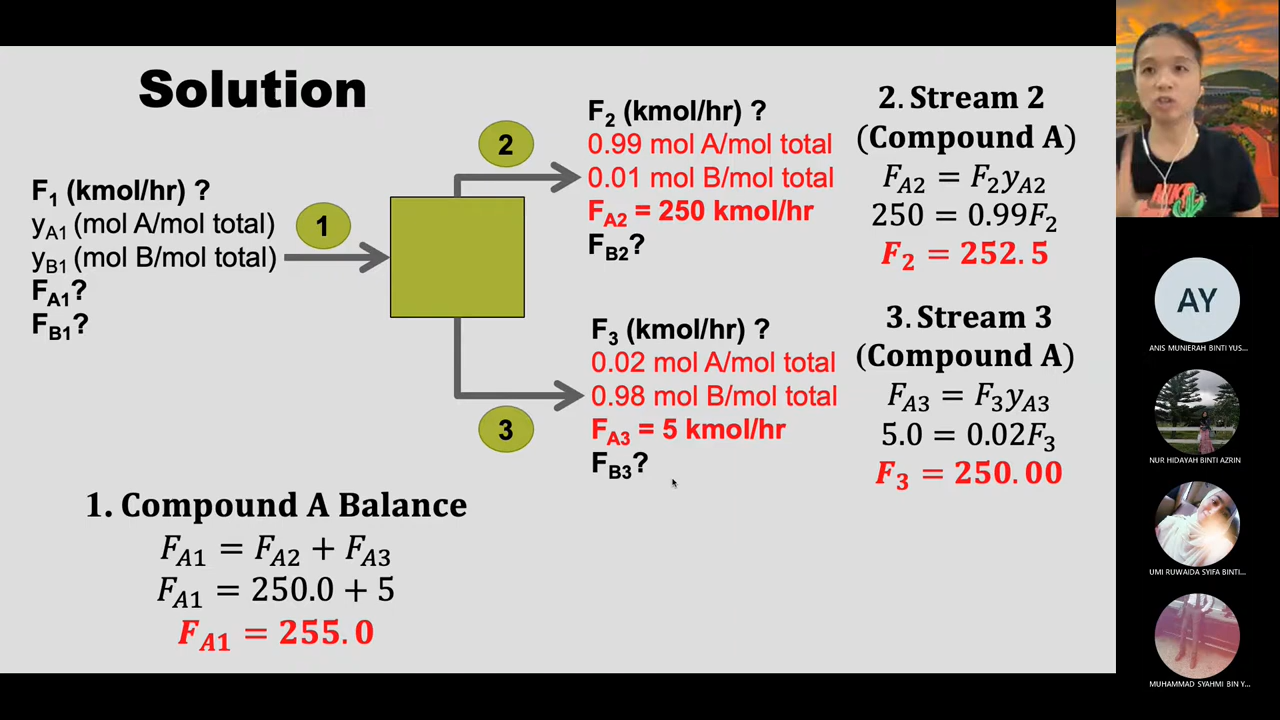 Solution
F₁ (kmol/hr) ?
y_A1 (mol A/mol total)
y_B1 (mol B/mol total)
F_A1?
F_B1?
1
2
3
F₂ (kmol/hr) ?
0.99 mol A/mol total
0.01 mol B/mol total
F_A2 = 250 kmol/hr
F_B2?
F₃ (kmol/hr) ?
0.02 mol A/mol total
0.98 mol B/mol total
F_A3 = 5 kmol/hr
F_B3?
1. Compound A Balance
F_A1 = F_A2 + F_A3
F_A1 = 250.0 + 5
F_A1 = 255.0
2. Stream 2
(Compound A)
F_A2 = F₂y_A2
250 = 0.99F₂
F₂ = 252.5
3. Stream 3
(Compound A)
F_A3 = F₃y_A3
5.0 = 0.02F₃
F₃ = 250.00
NIKE
AY
ANIS MUNIERAH BINTI YUS...
NUR HIDAYAH BINTI AZRIN
UMI RUWAIDA SYIFA BINTI...
MUHAMMAD SYAHMI BIN Y...